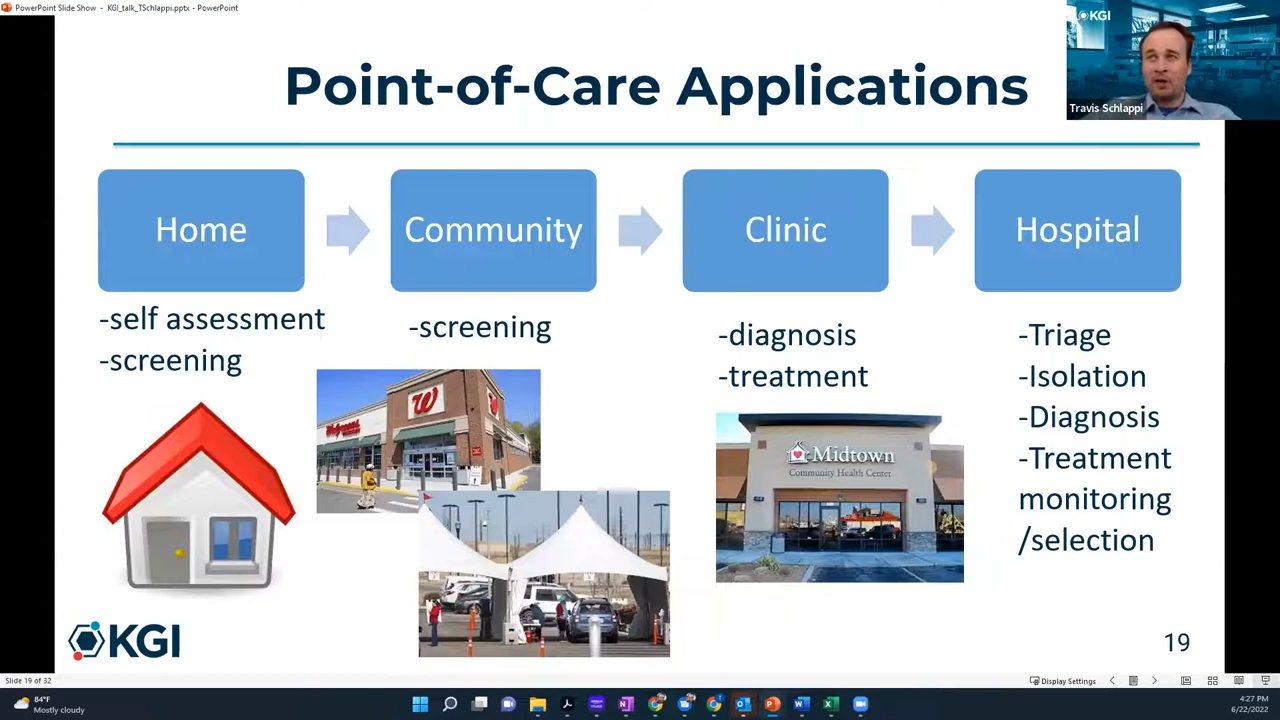 PowerPoint Slide Show - KGI_talk_TSchlappi.pptx - PowerPoint
KGI
Travis Schlappi
Point-of-Care Applications
Home
Community
Clinic
Hospital
-self assessment
-screening
-screening
-diagnosis
-treatment
-Triage
-Isolation
-Diagnosis
-Treatment
monitoring
/selection
W
Walgreens
Midtown
Community Health Center
KGI
19
Slide 19 of 32
Display Settings
84°F
Mostly cloudy
4:27 PM
6/22/2022